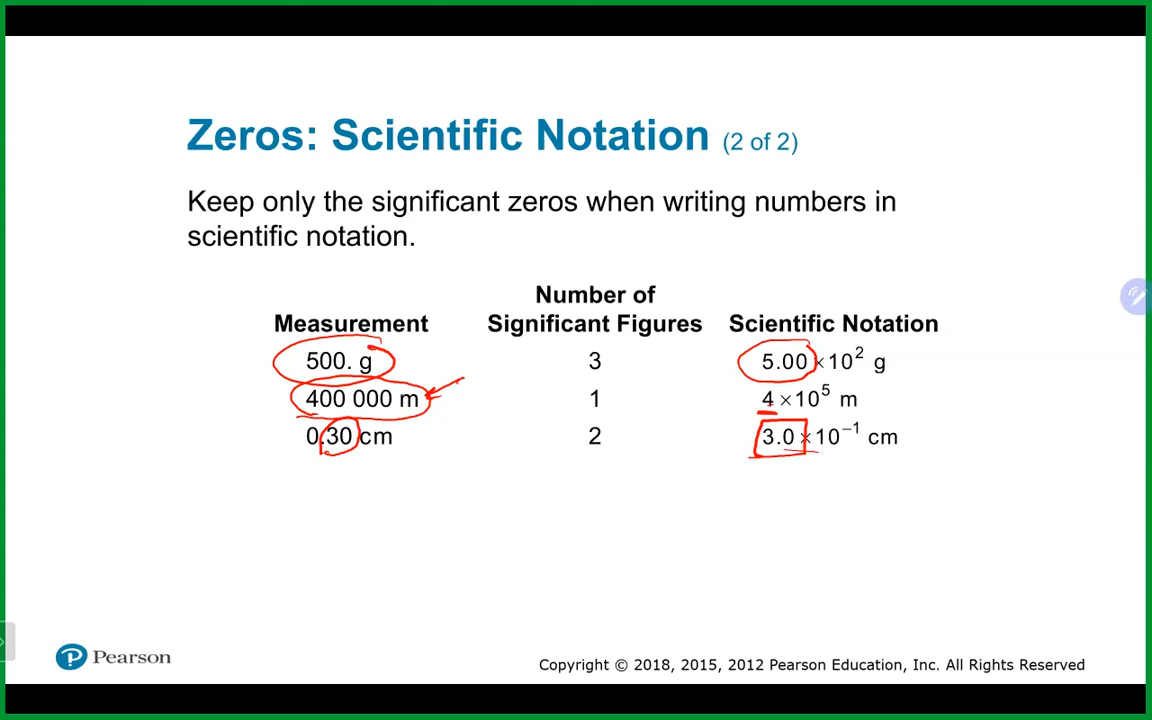 Zeros: Scientific Notation (2 of 2)
Keep only the significant zeros when writing numbers in
scientific notation.
Number of
Measurement Significant Figures Scientific Notation
500. g 3 5.00 ×10² g
400 000 m 1 4 ×10⁵ m
0.30 cm 2 3.0 ×10⁻¹ cm
Pearson
Copyright © 2018, 2015, 2012 Pearson Education, Inc. All Rights Reserved